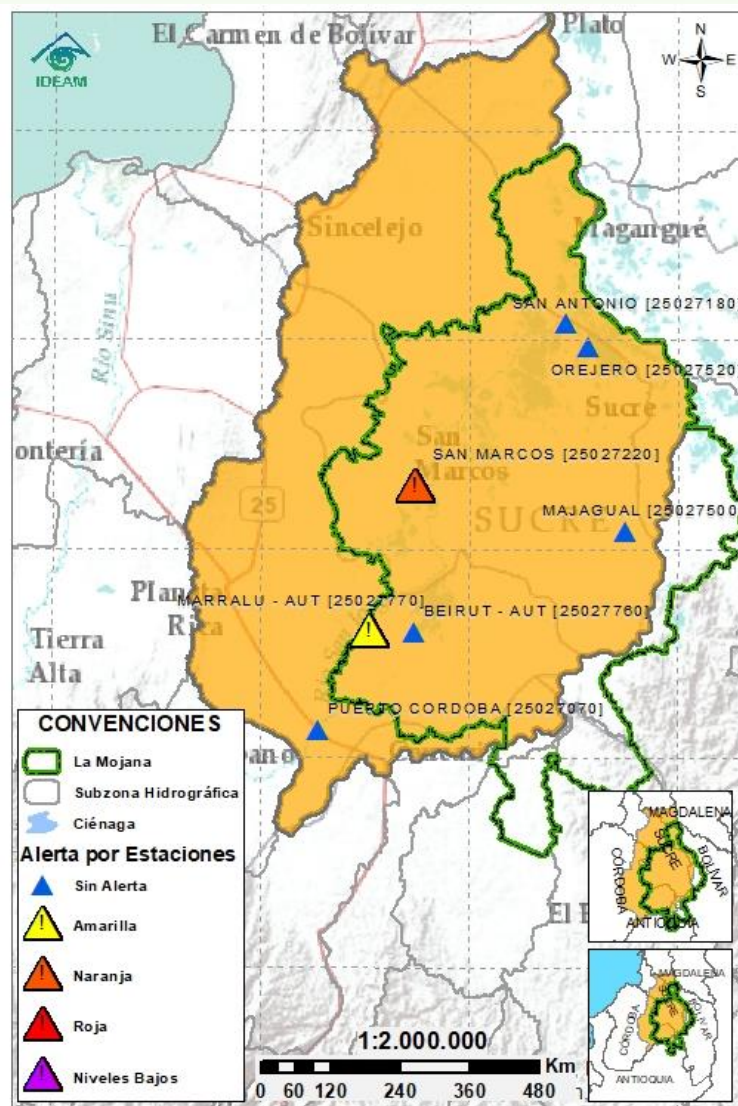 El Carmen de Bolívar
Plato
N
W E
S
IDEAM
Sincelejo
Magangué
Río Sinú
SAN ANTONIO [25027180
OREJERO [25027520
Sucre
San
Marcos
SAN MARCOS [25027220]
ontería
25
SUCRE
MAJAGUAL [25027500
Planeta
Rica
MARRALU - AUT [25027770]
BEIRUT - AUT [25027760]
Tierra
Alta
PUERTO CORDOBA [25027070]
bano
El B
CONVENCIONES
La Mojana
Subzona Hidrográfica
Ciénaga
Alerta por Estaciones
Sin Alerta
Amarilla
Naranja
Roja
Niveles Bajos
1:2.000.000
Km
0 60 120 240 360 480
MAGDALENA
SUCRE
BOLÍVAR
CÓRDOBA
ANTIOQUIA
MAGDALENA
BOLÍVAR
CÓRDOBA
ANTIOQUIA